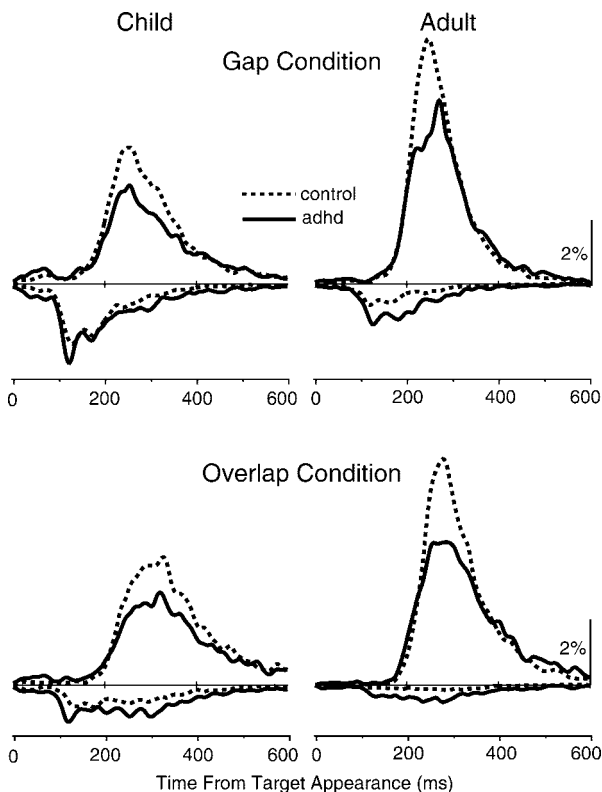 Child Adult
Gap Condition
control
adhd
2%
0 200 400 600 0 200 400 600
Overlap Condition
2%
0 200 400 600 0 200 400 600
Time From Target Appearance (ms)